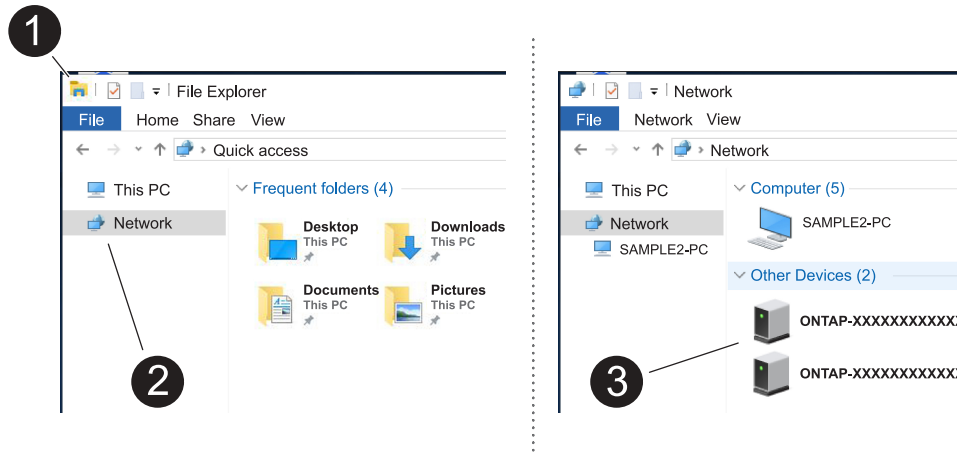 1
File Explorer
File Home Share View
Quick access
This PC
Network
Frequent folders (4)
Desktop
This PC
Downloads
This PC
Documents
This PC
Pictures
This PC
2
Network
File Network View
Network
This PC
Network
SAMPLE2-PC
Computer (5)
SAMPLE2-PC
Other Devices (2)
ONTAP-XXXXXXXXXXX
ONTAP-XXXXXXXXXXX
3